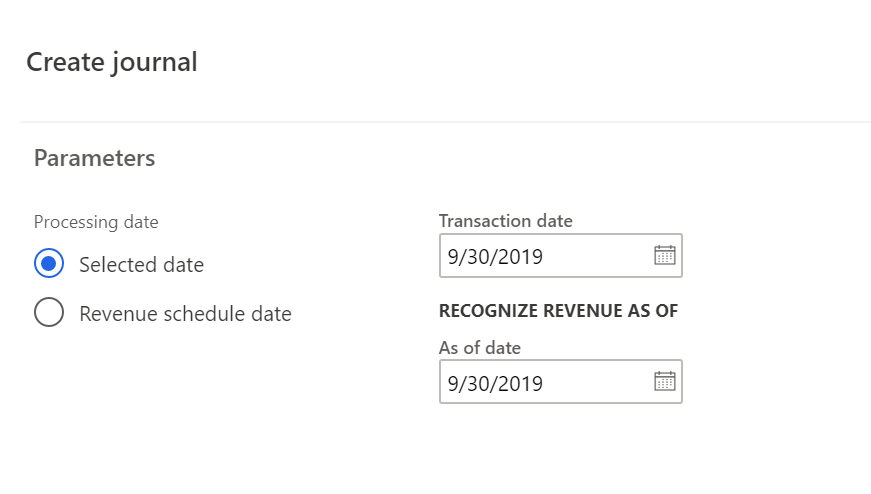 Create journal
Parameters
Processing date
Selected date
Revenue schedule date
Transaction date
9/30/2019
RECOGNIZE REVENUE AS OF
As of date
9/30/2019